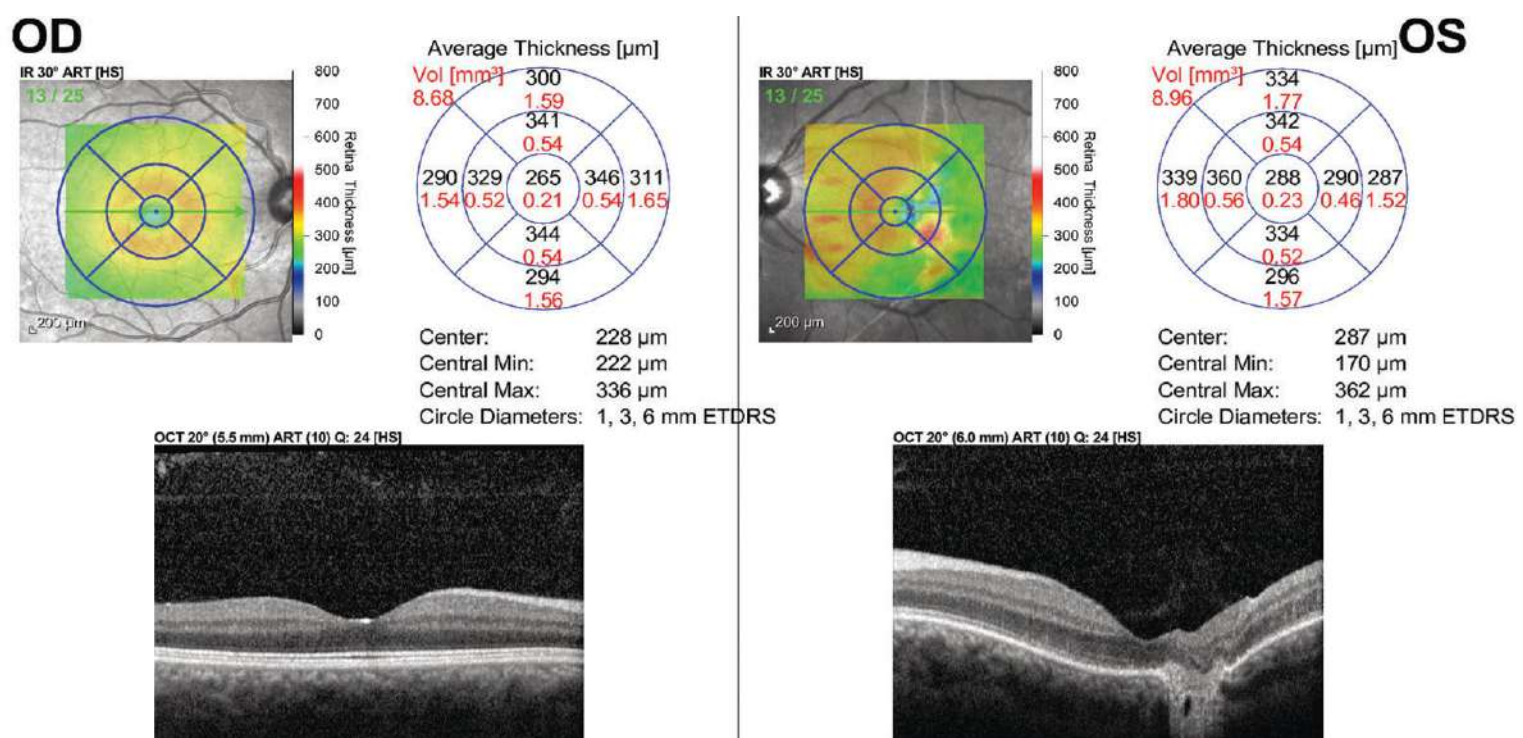 OD
IR 30° ART [HS]
13 / 25
200 µm
800
700
600
500
400
300
200
100
0
Retina Thickness [µm]
Average Thickness [µm]
Vol [mm³]
8.68
300
1.59
341
0.54
290 329 265 346 311
1.54 0.52 0.21 0.54 1.65
344
0.54
294
1.56
Center: 228 µm
Central Min: 222 µm
Central Max: 336 µm
Circle Diameters: 1, 3, 6 mm ETDRS
OCT 20° (5.5 mm) ART (10) Q: 24 [HS]
OS
IR 30° ART [HS]
13 / 25
200 µm
800
700
600
500
400
300
200
100
0
Retina Thickness [µm]
Average Thickness [µm]
Vol [mm³]
8.96
334
1.77
342
0.54
339 360 288 290 287
1.80 0.56 0.23 0.46 1.52
334
0.52
296
1.57
Center: 287 µm
Central Min: 170 µm
Central Max: 362 µm
Circle Diameters: 1, 3, 6 mm ETDRS
OCT 20° (6.0 mm) ART (10) Q: 24 [HS]